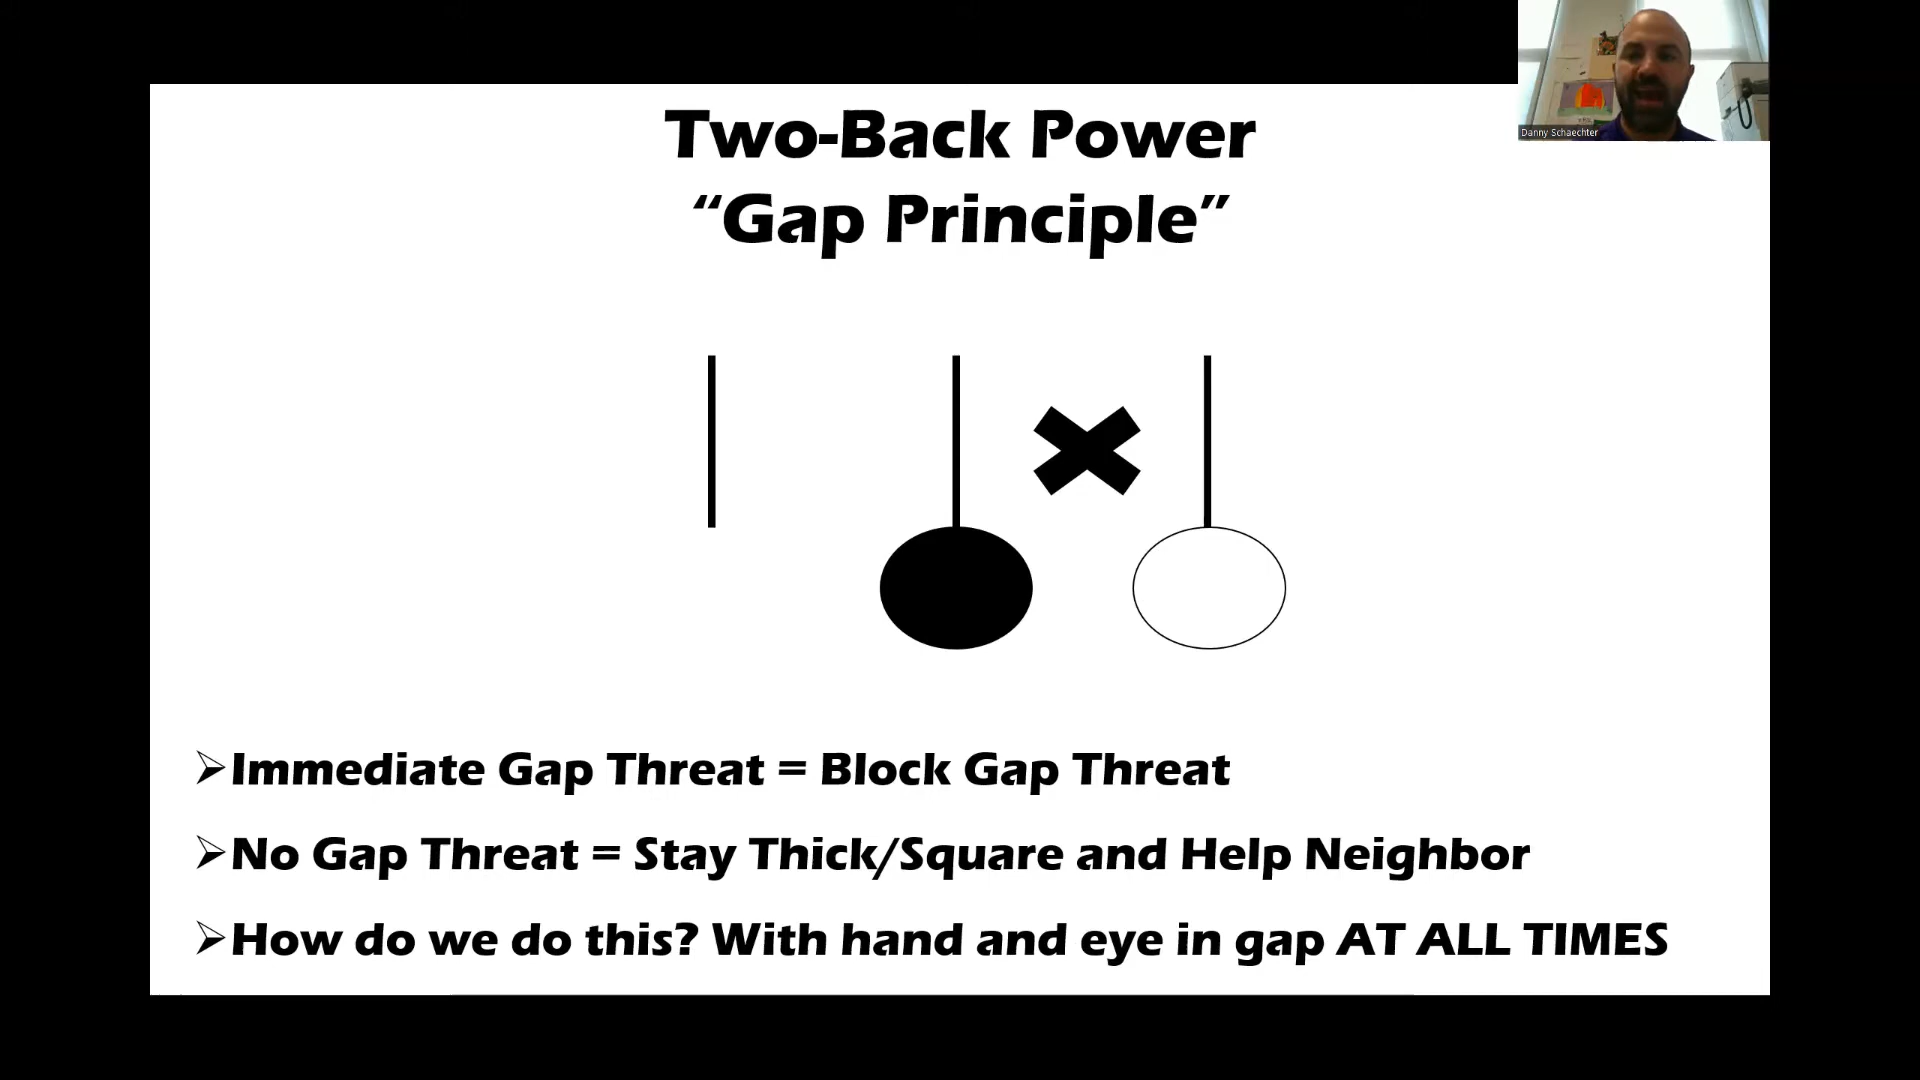 Danny Schaechter
Two-Back Power
“Gap Principle”
➢Immediate Gap Threat = Block Gap Threat
➢No Gap Threat = Stay Thick/Square and Help Neighbor
➢How do we do this? With hand and eye in gap AT ALL TIMES